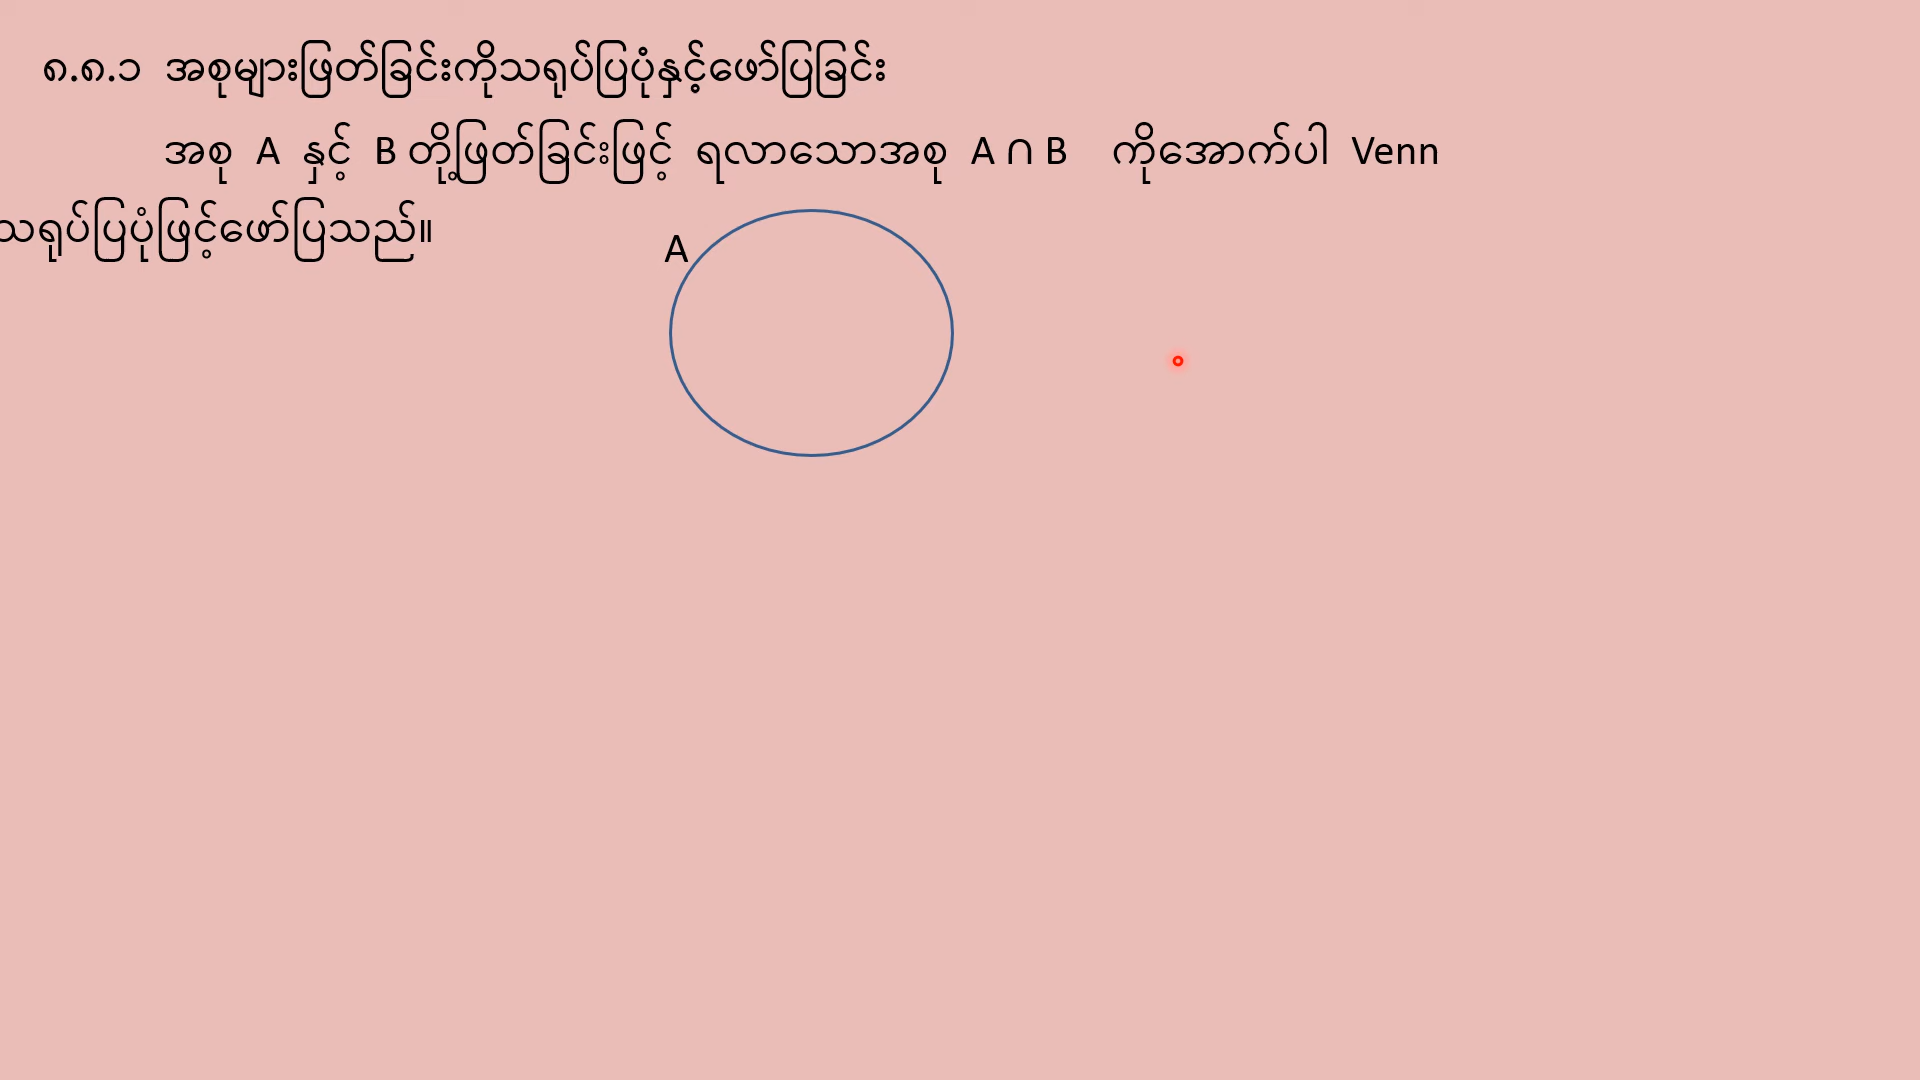 ၈.၈.၁ အစုများဖြတ်ခြင်းကိုသရုပ်ပြပုံနှင့်ဖော်ပြခြင်း
အစု A နှင့် B တို့ဖြတ်ခြင်းဖြင့် ရလာသောအစု A ∩ B ကိုအောက်ပါ Venn
သရုပ်ပြပုံဖြင့်ဖော်ပြသည်။
A